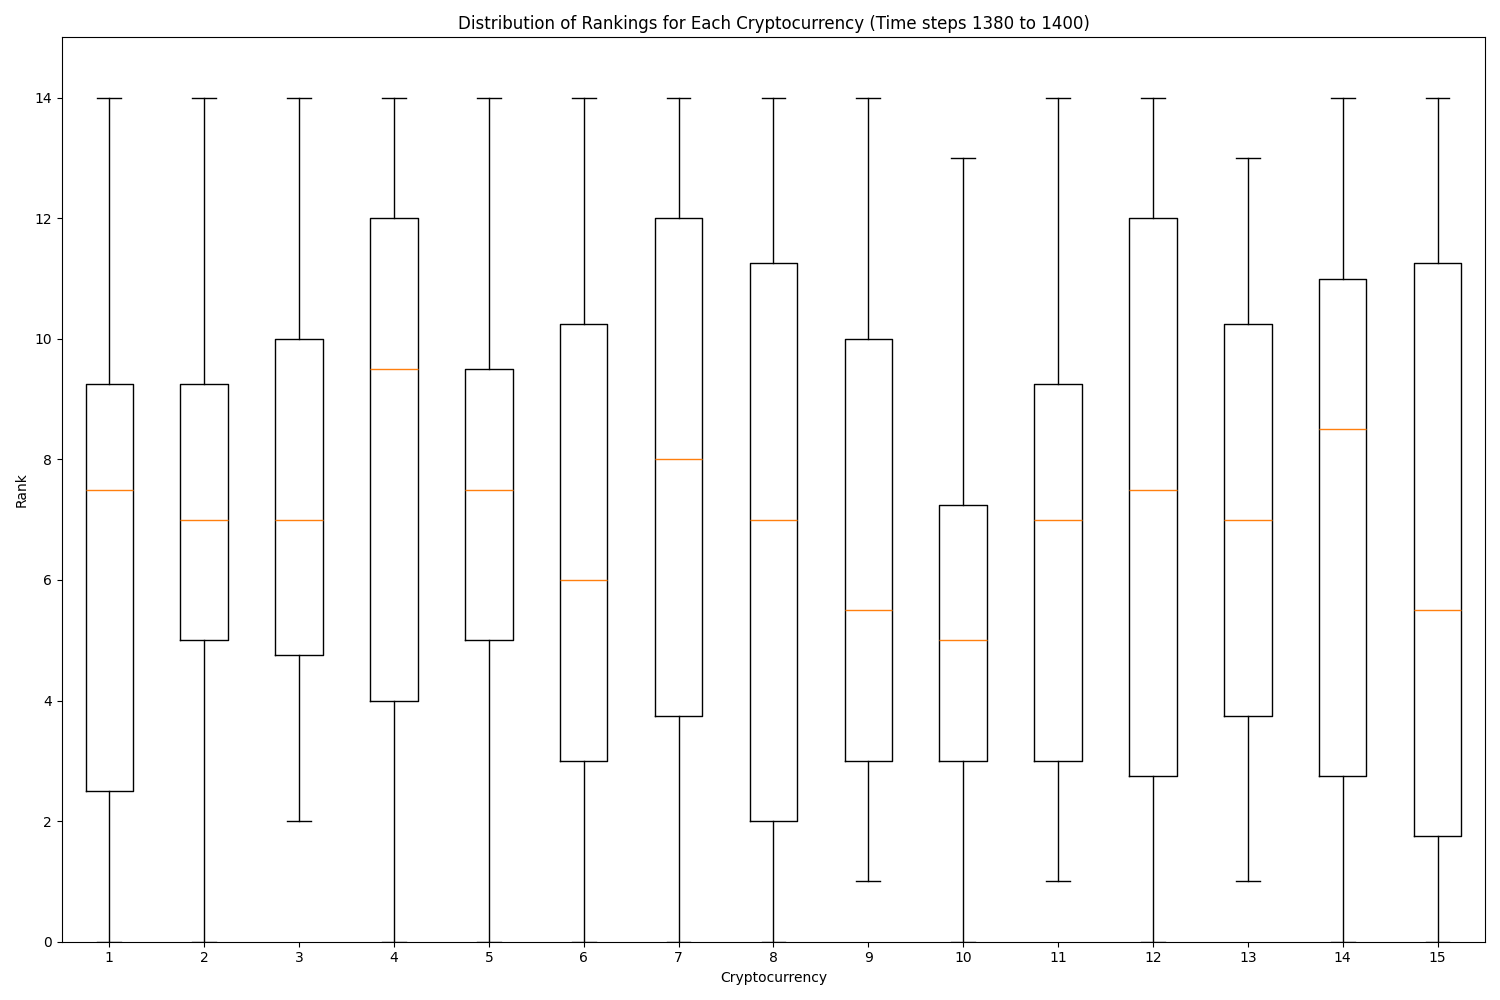 Distribution of Rankings for Each Cryptocurrency (Time steps 1380 to 1400)
14
12
10
8
6
4
2
0
Rank
1 2 3 4 5 6 7 8 9 10 11 12 13 14 15
Cryptocurrency